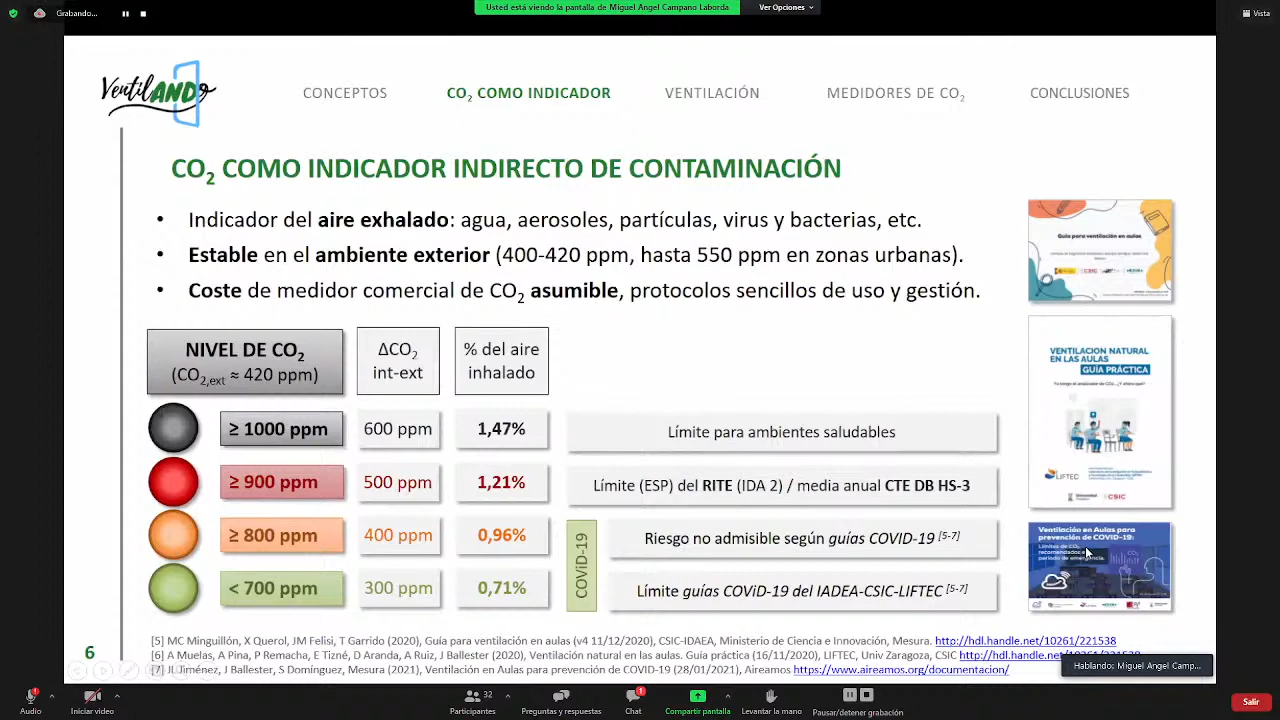 Grabando...
Usted está viendo la pantalla de Miguel Angel Campano Laborda
Ver Opciones
Vista
VentilANDo
CONCEPTOS
CO₂ COMO INDICADOR
VENTILACIÓN
MEDIDORES DE CO₂
CONCLUSIONES
CO₂ COMO INDICADOR INDIRECTO DE CONTAMINACIÓN
• Indicador del aire exhalado: agua, aerosoles, partículas, virus y bacterias, etc.
• Estable en el ambiente exterior (400-420 ppm, hasta 550 ppm en zonas urbanas).
• Coste de medidor comercial de CO₂ asumible, protocolos sencillos de uso y gestión.
Guía para ventilación en aulas
VENTILACION NATURAL
EN LAS AULAS
GUÍA PRÁCTICA
LIFTEC
CSIC
Ventilación en Aulas para
prevención de COVID-19:
NIVEL DE CO₂
(CO₂,ext ≈ 420 ppm)
ΔCO₂
int-ext
% del aire
inhalado
≥ 1000 ppm
600 ppm
1,47%
Límite para ambientes saludables
≥ 900 ppm
500 ppm
1,21%
Límite (ESP) del RITE (IDA 2) / media anual CTE DB HS-3
≥ 800 ppm
400 ppm
0,96%
Riesgo no admisible según guías COVID-19 [5-7]
< 700 ppm
300 ppm
0,71%
Límite guías COViD-19 del IADEA-CSIC-LIFTEC [5-7]
COViD-19
[5] MC Minguillón, X Querol, JM Felisi, T Garrido (2020), Guía para ventilación en aulas (v4 11/12/2020), CSIC-IDAEA, Ministerio de Ciencia e Innovación, Mesura. http://hdl.handle.net/10261/221538
[6] A Muelas, A Pina, P Remacha, E Tizné, D Aranda, A Ruiz, J Ballester (2020), Ventilación natural en las aulas. Guía práctica (16/11/2020), LIFTEC, Univ Zaragoza, CSIC
[7] JL Jiménez, J Ballester, S Domínguez, Mesura (2021), Ventilación en Aulas para prevención de COVID-19 (28/01/2021), Aireamos https://www.aireamos.org/documentacion/
6
Hablando: Miguel Angel Camp...
Audio
Iniciar video
32
Participantes
Preguntas y respuestas
1
Chat
Compartir pantalla
Levantar la mano
Pausar/detener grabación
Salir